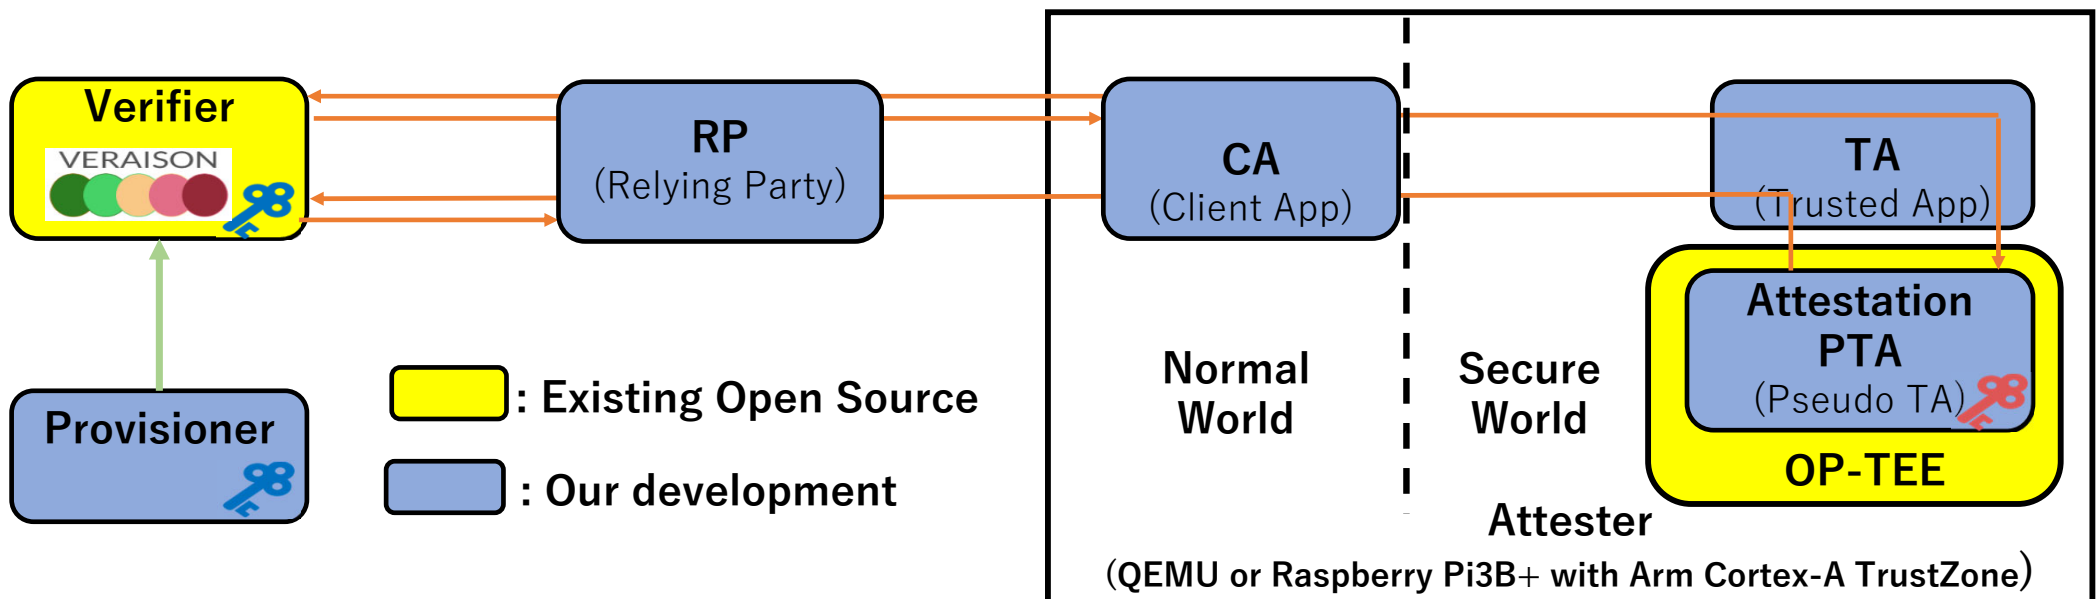 Verifier
VERAISON
RP
(Relying Party)
CA
(Client App)
TA
(Trusted App)
Attestation
PTA
(Pseudo TA)
OP-TEE
Provisioner
: Existing Open Source
: Our development
Normal
World
Secure
World
Attester
(QEMU or Raspberry Pi3B+ with Arm Cortex-A TrustZone)